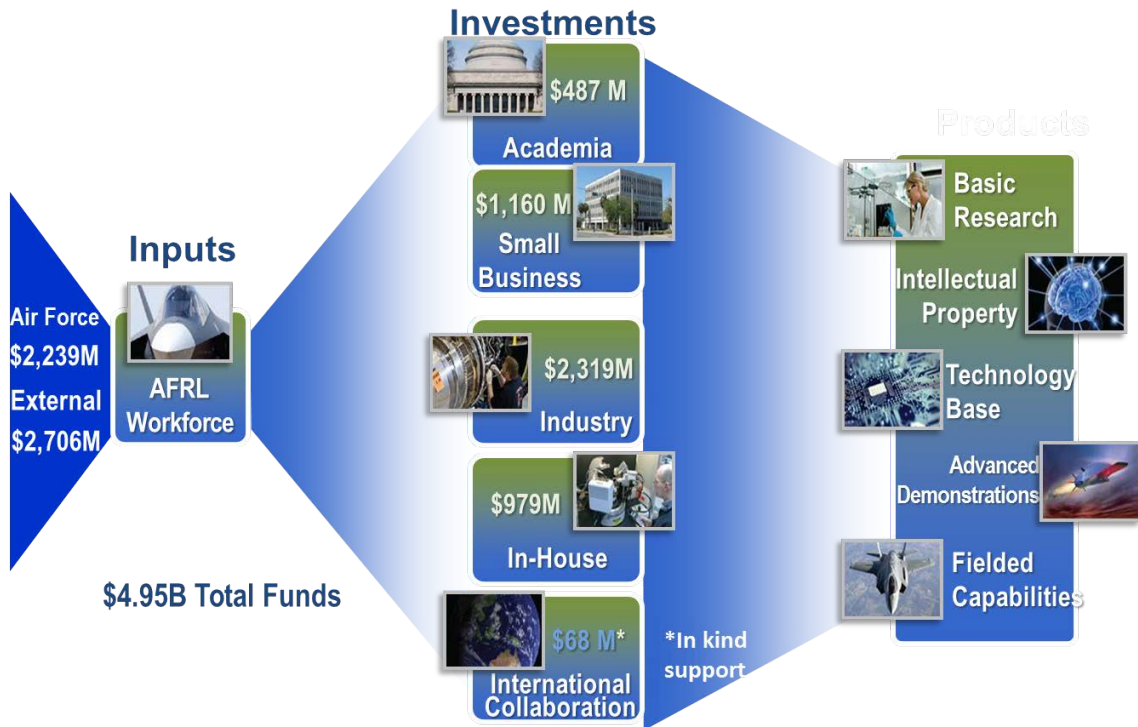 Investments
$487 M
Academia
$1,160 M
Small
Business
$2,319M
Industry
$979M
In-House
$68 M*
International
Collaboration
*In kind
support
Inputs
Air Force
$2,239M
External
$2,706M
AFRL
Workforce
$4.95B Total Funds
Products
Basic
Research
Intellectual
Property
Technology
Base
Advanced
Demonstrations
Fielded
Capabilities